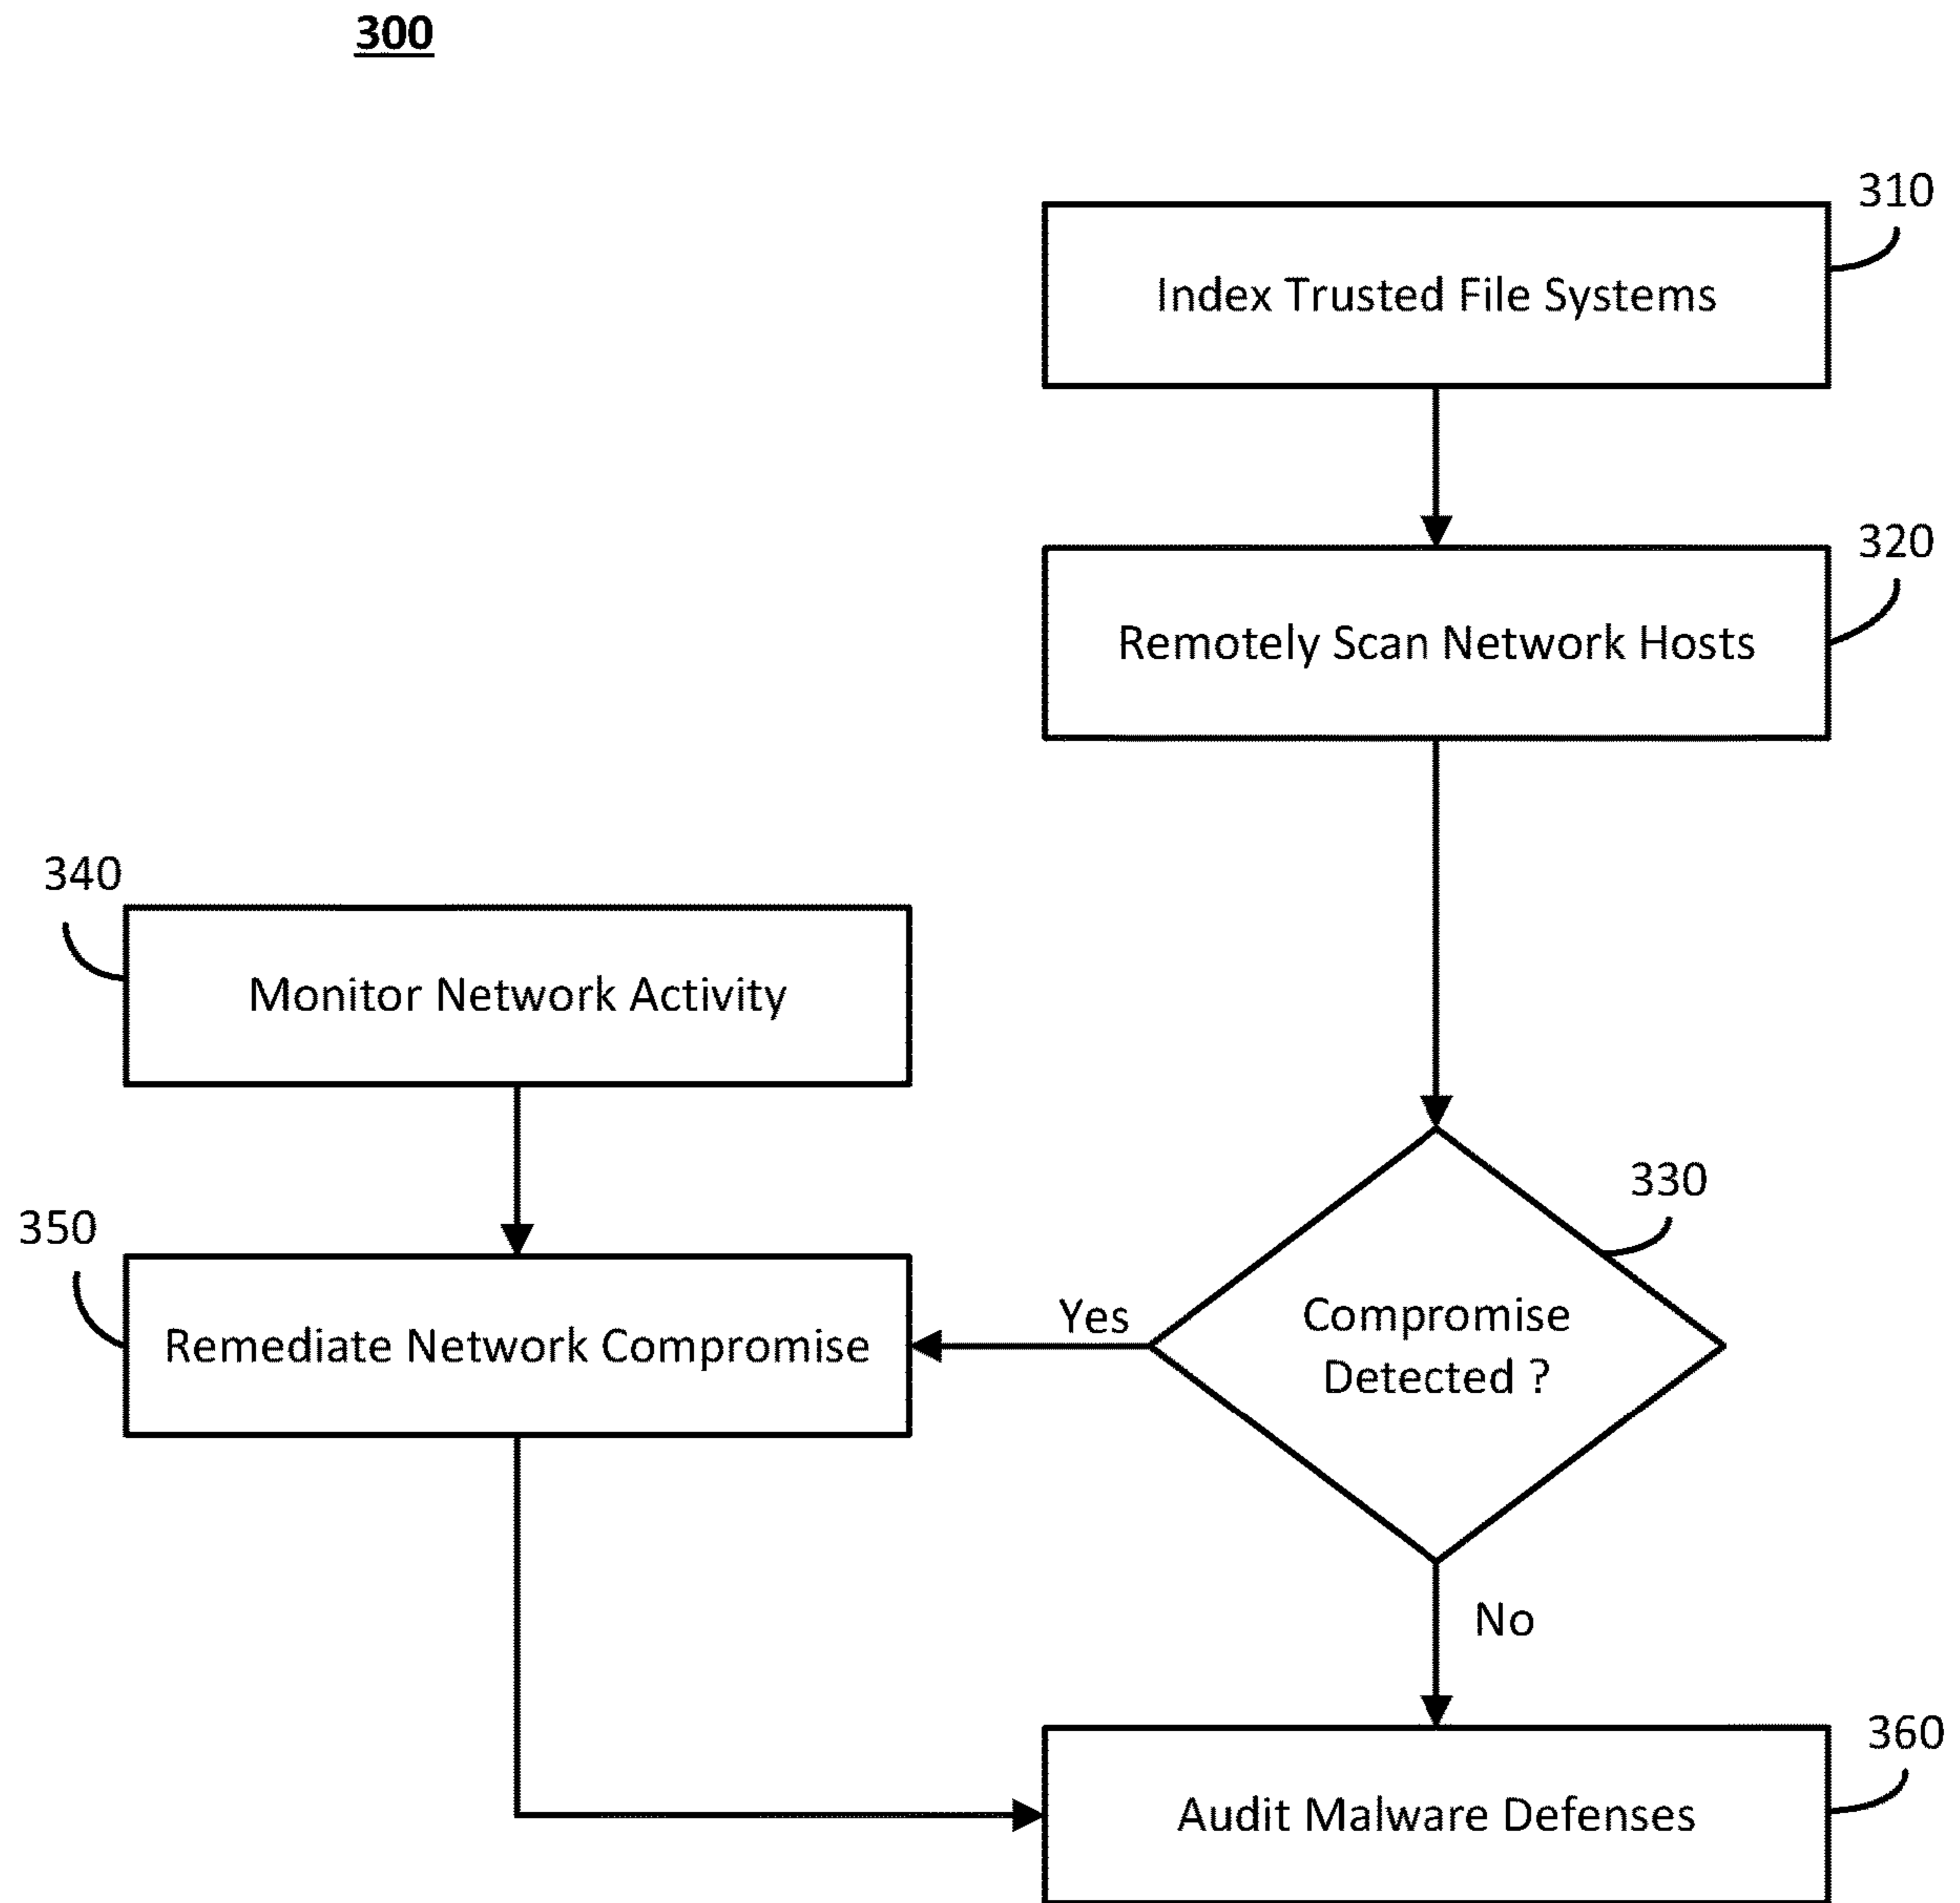 300
310
Index Trusted File Systems
320
Remotely Scan Network Hosts
340
Monitor Network Activity
330
350
Remediate Network Compromise
Yes
Compromise
Detected ?
No
360
Audit Malware Defenses